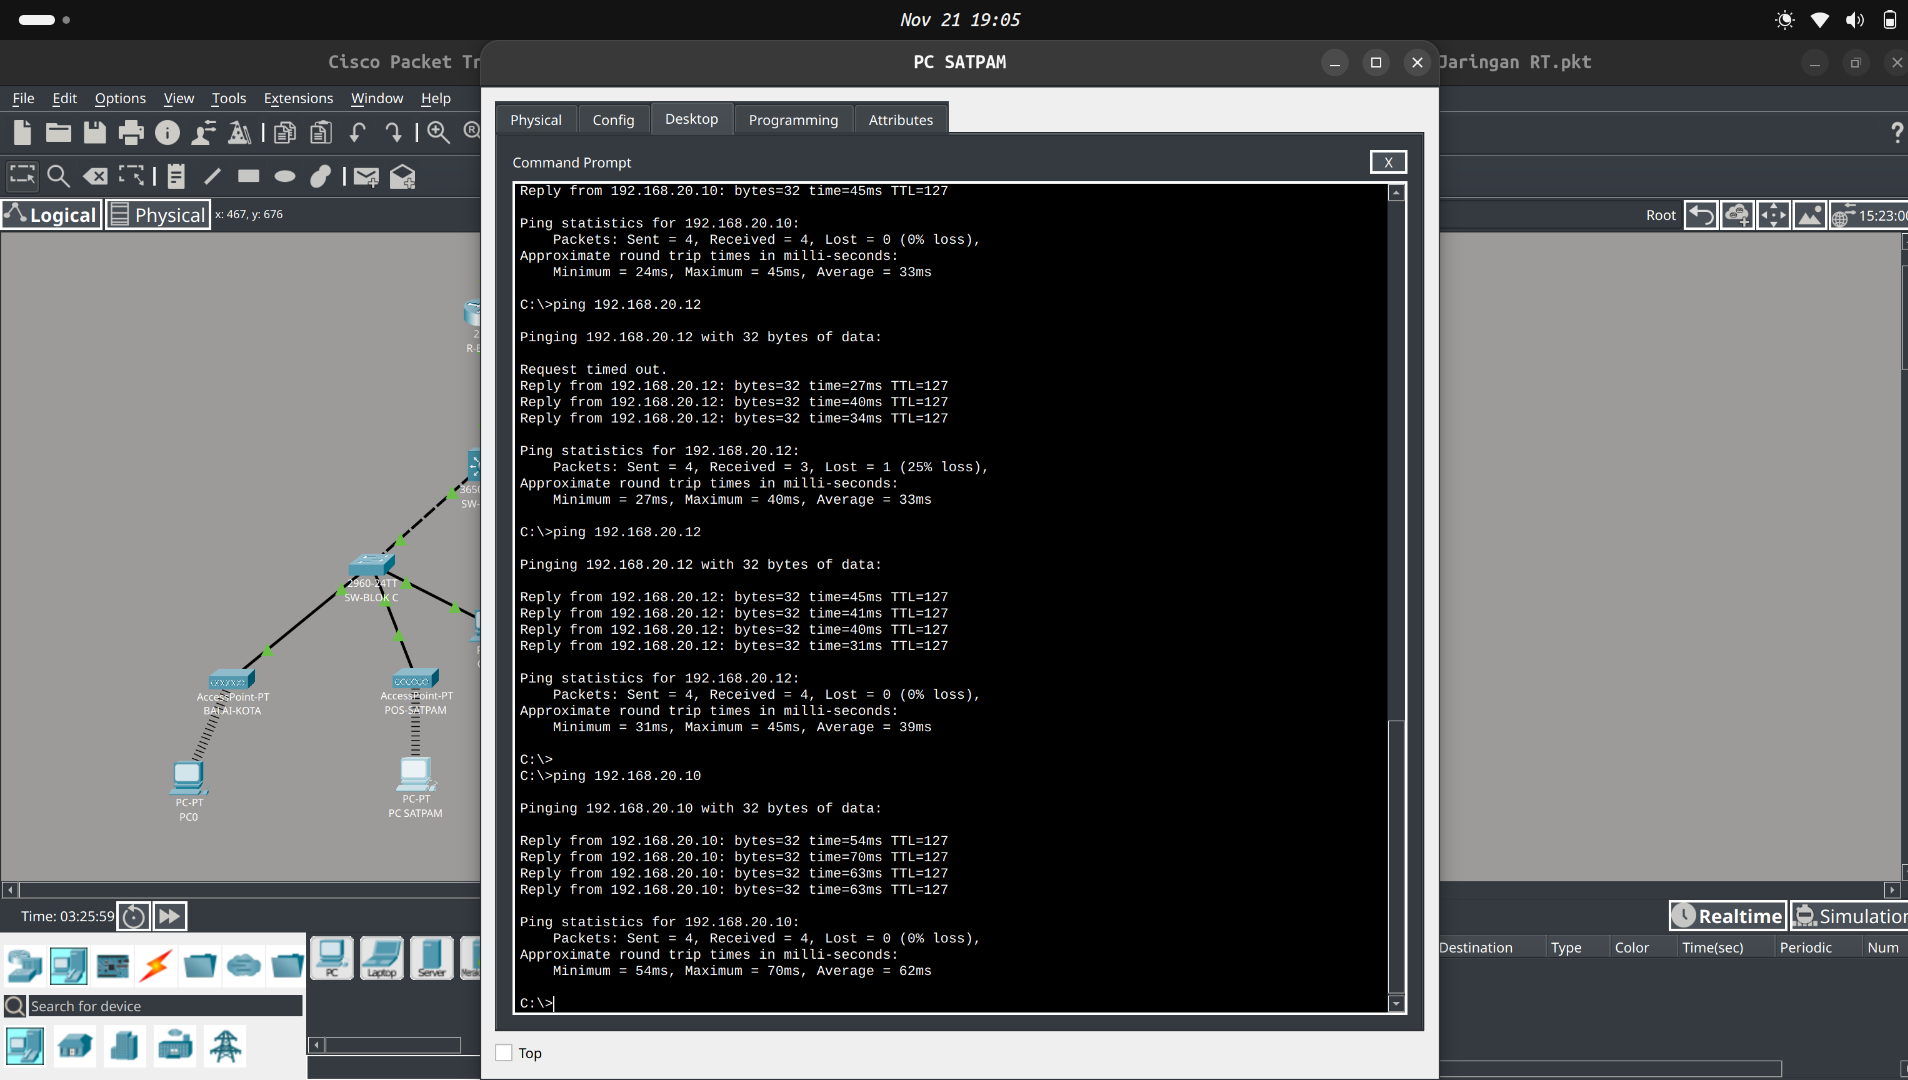 Nov 21 19:05
Cisco Packet Tr
PC SATPAM
Jaringan RT.pkt
File Edit Options View Tools Extensions Window Help
Physical Config Desktop Programming Attributes
Command Prompt
X
Logical
Physical
x: 467, y: 676
Root
15:23:00
Reply from 192.168.20.10: bytes=32 time=45ms TTL=127
Ping statistics for 192.168.20.10:
Packets: Sent = 4, Received = 4, Lost = 0 (0% loss),
Approximate round trip times in milli-seconds:
Minimum = 24ms, Maximum = 45ms, Average = 33ms
C:\>ping 192.168.20.12
Pinging 192.168.20.12 with 32 bytes of data:
Request timed out.
Reply from 192.168.20.12: bytes=32 time=27ms TTL=127
Reply from 192.168.20.12: bytes=32 time=40ms TTL=127
Reply from 192.168.20.12: bytes=32 time=34ms TTL=127
Ping statistics for 192.168.20.12:
Packets: Sent = 4, Received = 3, Lost = 1 (25% loss),
Approximate round trip times in milli-seconds:
Minimum = 27ms, Maximum = 40ms, Average = 33ms
C:\>ping 192.168.20.12
Pinging 192.168.20.12 with 32 bytes of data:
Reply from 192.168.20.12: bytes=32 time=45ms TTL=127
Reply from 192.168.20.12: bytes=32 time=41ms TTL=127
Reply from 192.168.20.12: bytes=32 time=40ms TTL=127
Reply from 192.168.20.12: bytes=32 time=31ms TTL=127
Ping statistics for 192.168.20.12:
Packets: Sent = 4, Received = 4, Lost = 0 (0% loss),
Approximate round trip times in milli-seconds:
Minimum = 31ms, Maximum = 45ms, Average = 39ms
C:\>
C:\>ping 192.168.20.10
Pinging 192.168.20.10 with 32 bytes of data:
Reply from 192.168.20.10: bytes=32 time=54ms TTL=127
Reply from 192.168.20.10: bytes=32 time=70ms TTL=127
Reply from 192.168.20.10: bytes=32 time=63ms TTL=127
Reply from 192.168.20.10: bytes=32 time=63ms TTL=127
Ping statistics for 192.168.20.10:
Packets: Sent = 4, Received = 4, Lost = 0 (0% loss),
Approximate round trip times in milli-seconds:
Minimum = 54ms, Maximum = 70ms, Average = 62ms
C:\>
Top
2960-24TT
SW-BLOK C
AccessPoint-PT
BALAI-KOTA
AccessPoint-PT
POS-SATPAM
PC-PT
PC0
PC-PT
PC SATPAM
Time: 03:25:59
PC
Laptop
Server
Search for device
Realtime
Simulation
Destination Type Color Time(sec) Periodic Num